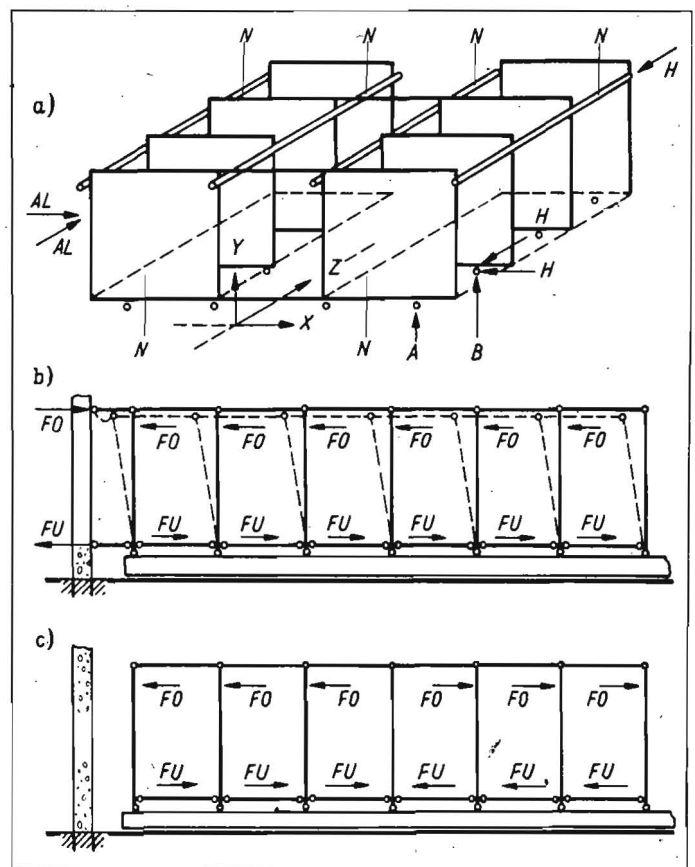 N N N
H
a)
AL
AL
Y
Z
X
H
H
N N A B
b)
FO
FO FO FO FO FO FO
FU FU FU FU FU FU FU
c)
FO FO FO FO FO FO
FU FU FU FU FU FU